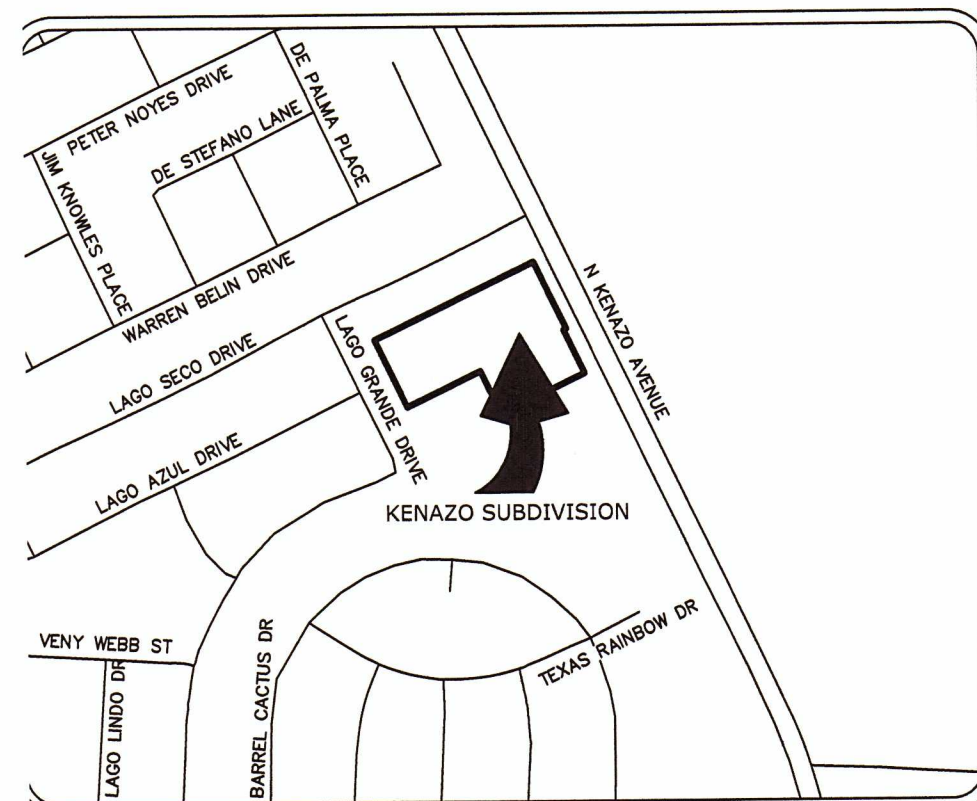 PETER NOYES DRIVE
DE PALMA PLACE
DE STEFANO LANE
JIM KNOWLES PLACE
WARREN BELIN DRIVE
N KENAZO AVENUE
LAGO SECO DRIVE
LAGO GRANDE DRIVE
LAGO AZUL DRIVE
KENAZO SUBDIVISION
VENY WEBB ST
LAGO LINDO DR
BARREL CACTUS DR
TEXAS RAINBOW DR